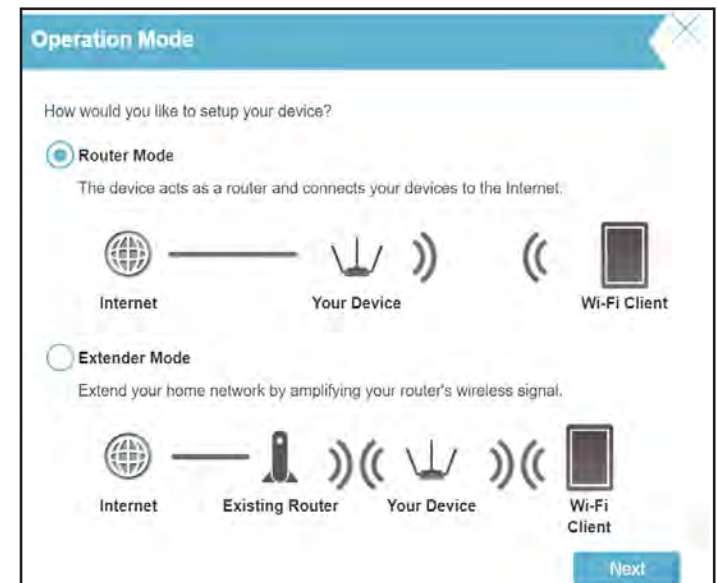 Operation Mode
How would you like to setup your device?
Router Mode
The device acts as a router and connects your devices to the Internet.
Internet Your Device Wi-Fi Client
Extender Mode
Extend your home network by amplifying your router's wireless signal.
Internet Existing Router Your Device Wi-Fi
Client
Next